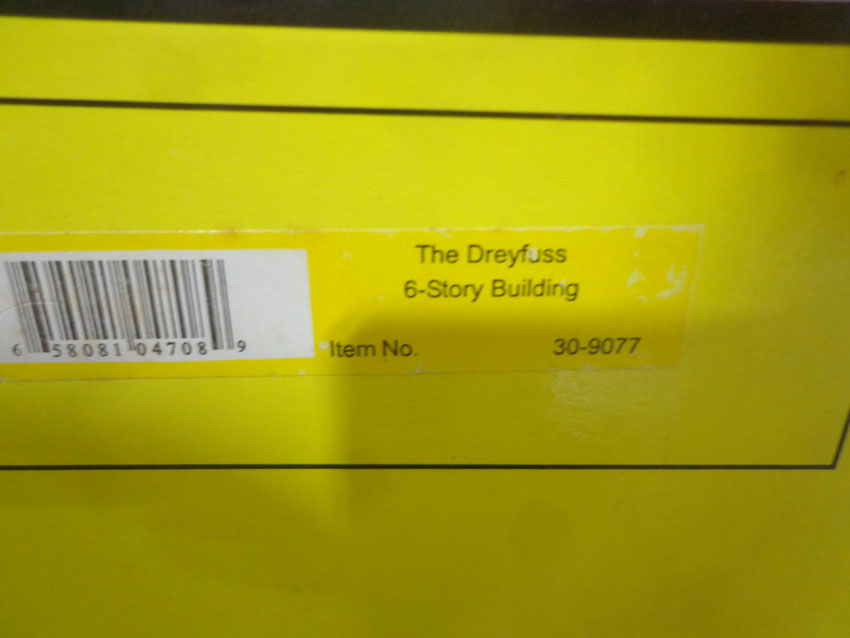 The Dreyfuss
6-Story Building
Item No. 30-9077
6 58081 04708 9